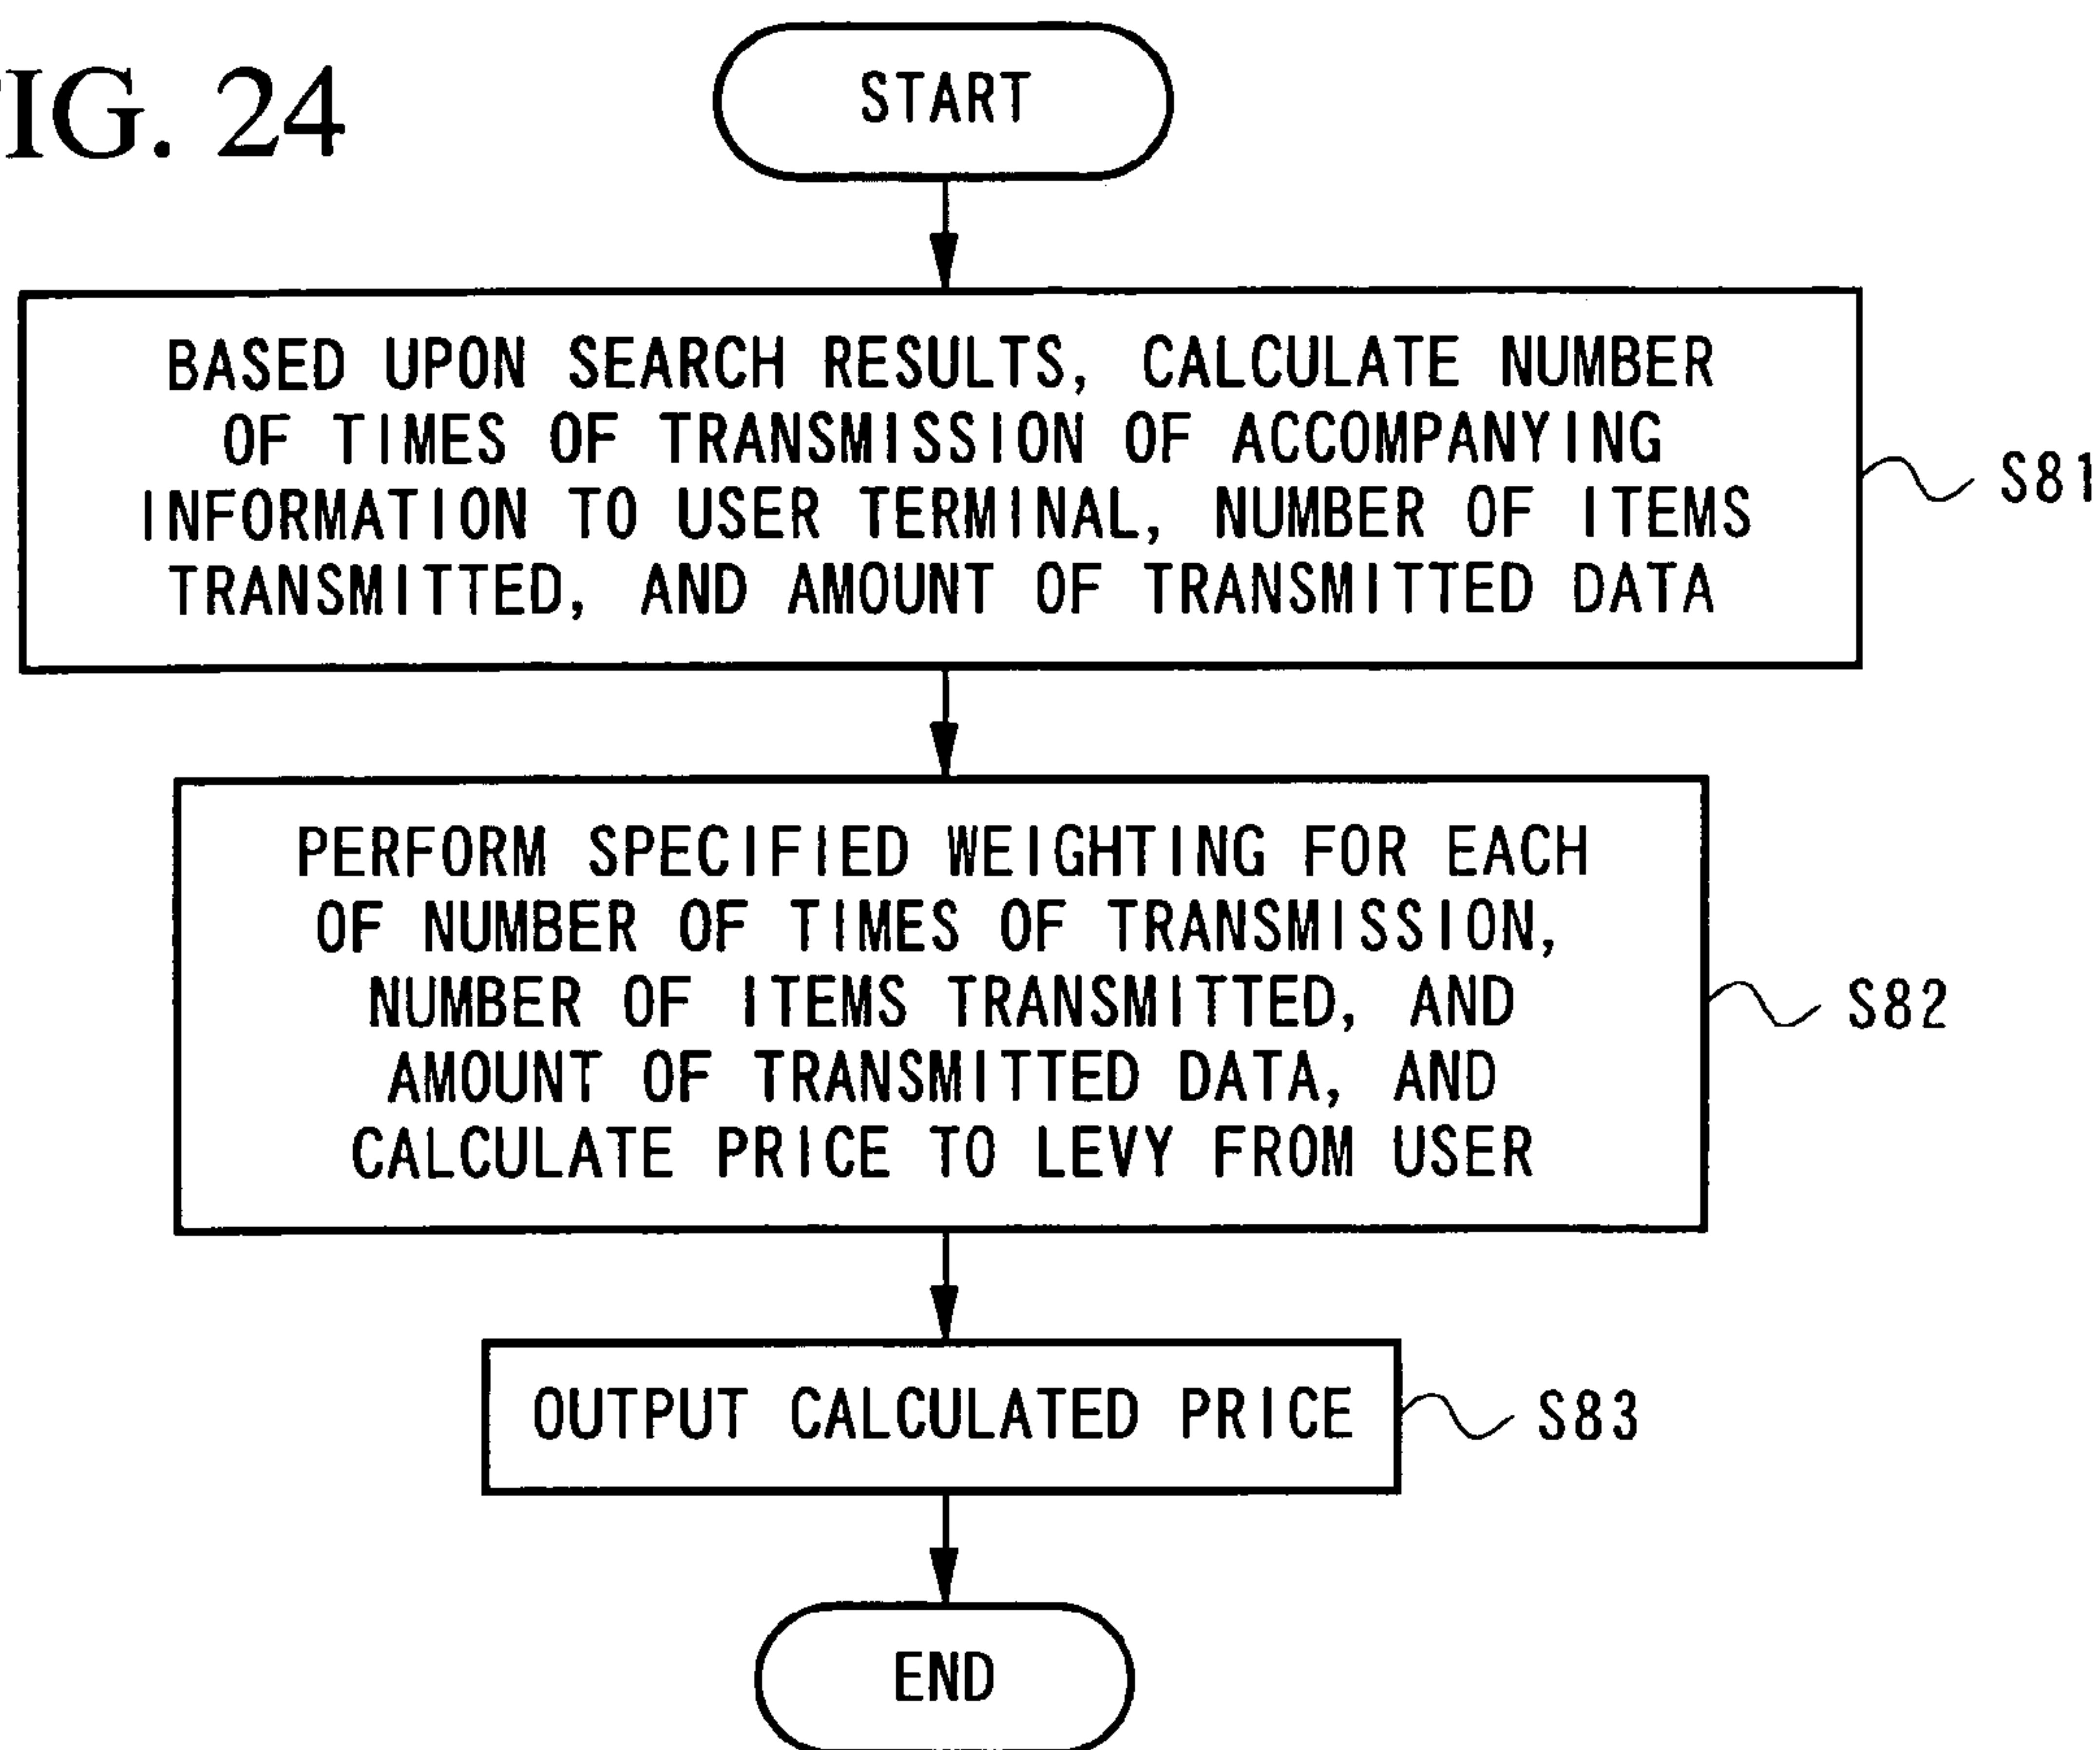 IG. 24
START
BASED UPON SEARCH RESULTS, CALCULATE NUMBER
OF TIMES OF TRANSMISSION OF ACCOMPANYING
INFORMATION TO USER TERMINAL, NUMBER OF ITEMS
TRANSMITTED, AND AMOUNT OF TRANSMITTED DATA
S81
PERFORM SPECIFIED WEIGHTING FOR EACH
OF NUMBER OF TIMES OF TRANSMISSION,
NUMBER OF ITEMS TRANSMITTED, AND
AMOUNT OF TRANSMITTED DATA, AND
CALCULATE PRICE TO LEVY FROM USER
S82
OUTPUT CALCULATED PRICE
S83
END